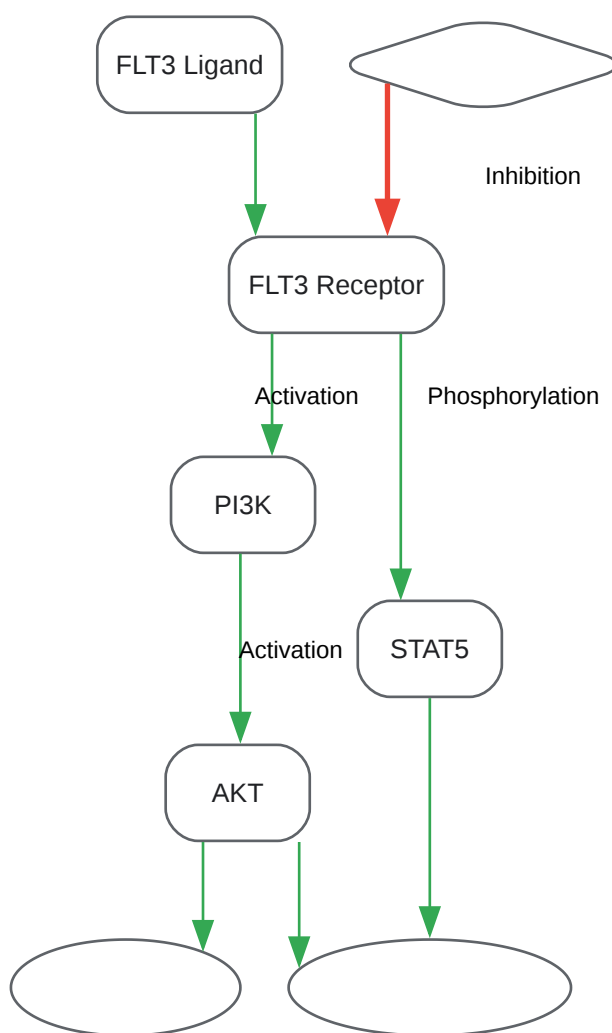 FLT3 Ligand
Inhibition
FLT3 Receptor
Activation
Phosphorylation
PI3K
Activation
STAT5
AKT